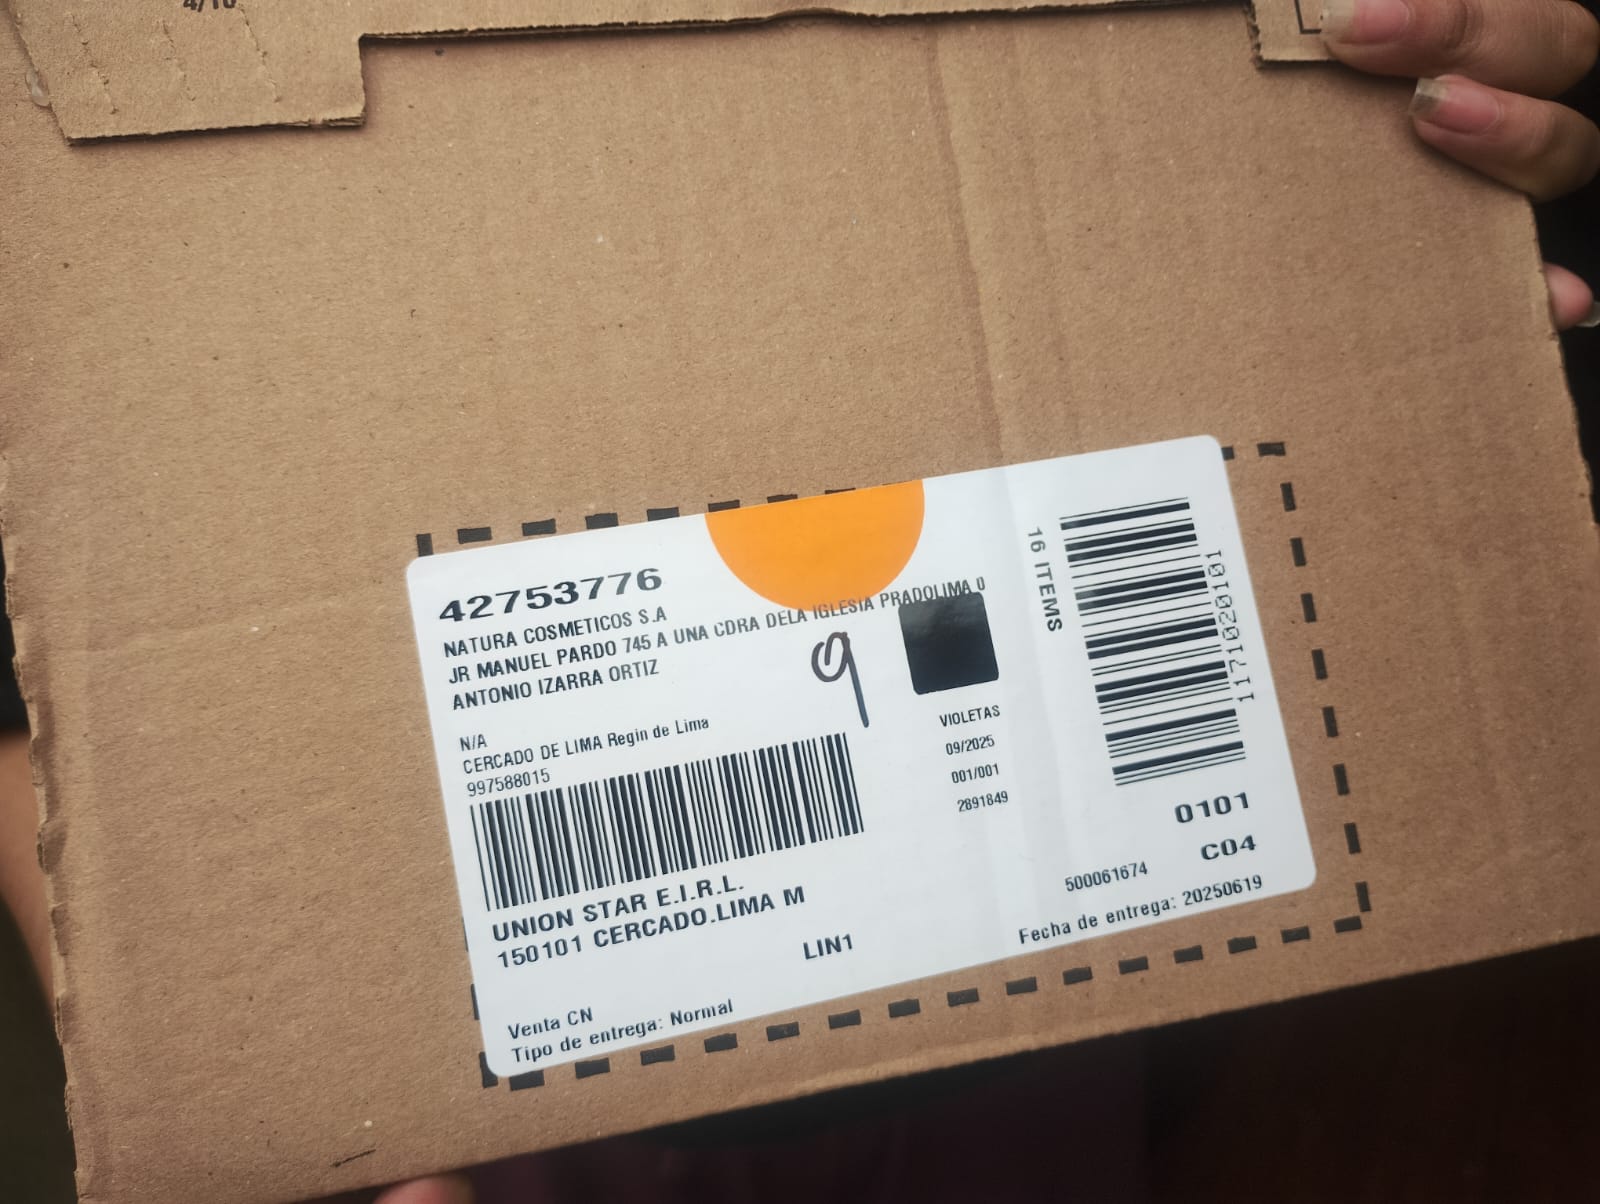 4/10
42753776
NATURA COSMETICOS S.A
JR MANUEL PARDO 745 A UNA CDRA DELA IGLESIA PRADOLIMA 0
ANTONIO IZARRA ORTIZ
N/A
CERCADO DE LIMA Regin de Lima
997588015
UNION STAR E.I.R.L.
150101 CERCADO.LIMA M
LIN1
Venta CN
Tipo de entrega: Normal
9
VIOLETAS
09/2025
001/001
2891849
16 ITEMS
1171020101
0101
C04
500061674
Fecha de entrega: 20250619